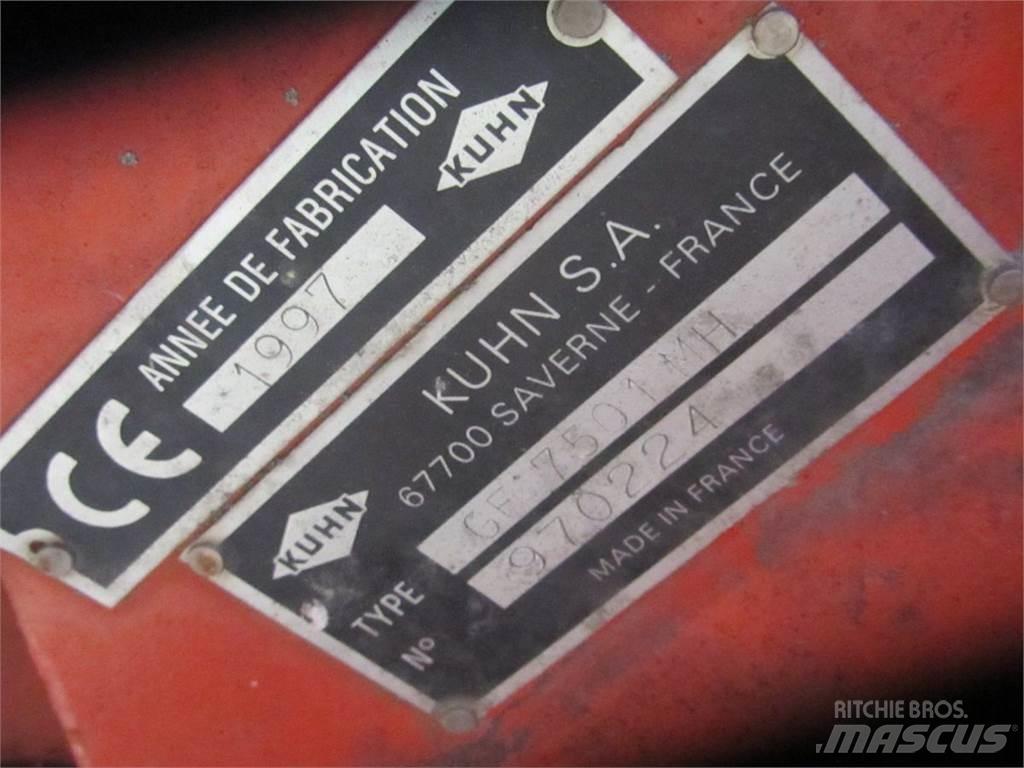 ANNEE DE FABRICATION
KUHN
1997
CE
KUHN S.A.
67700 SAVERNE - FRANCE
KUHN
TYPE GF 7501 MH
Nº 970224
MADE IN FRANCE
RITCHIE BROS.
MASCUS